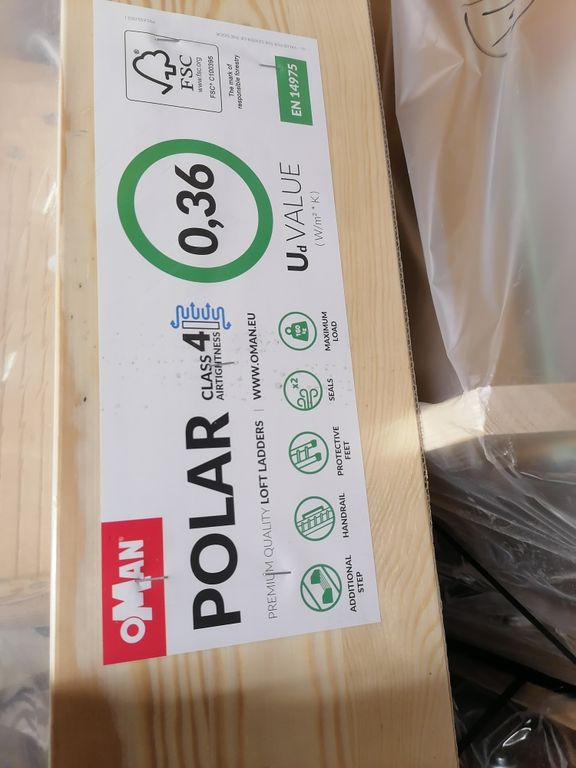 OMAN®
POLAR
CLASS 4
AIRTIGHTNESS
PREMIUM QUALITY LOFT LADDERS | WWW.OMAN.EU
ADDITIONAL
STEP
HANDRAIL
PROTECTIVE
FEET
x2
SEALS
160
kg
MAXIMUM
LOAD
0,36
Ud VALUE
( W/m² * K )
®
FSC
www.fsc.org
FSC® C100395
The mark of
responsible forestry
EN 14975